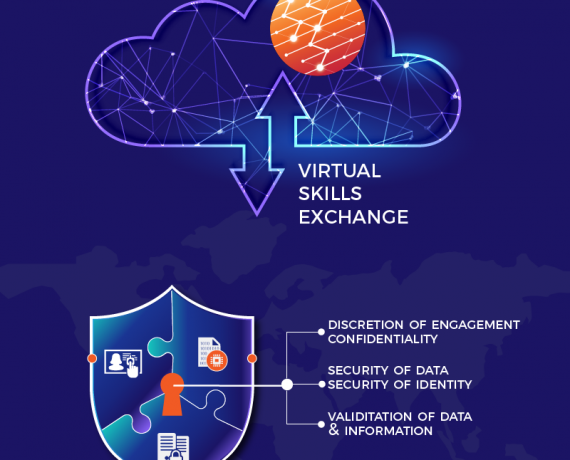 VIRTUAL
SKILLS
EXCHANGE
DISCRETION OF ENGAGEMENT
CONFIDENTIALITY
SECURITY OF DATA
SECURITY OF IDENTITY
VALIDITATION OF DATA
& INFORMATION